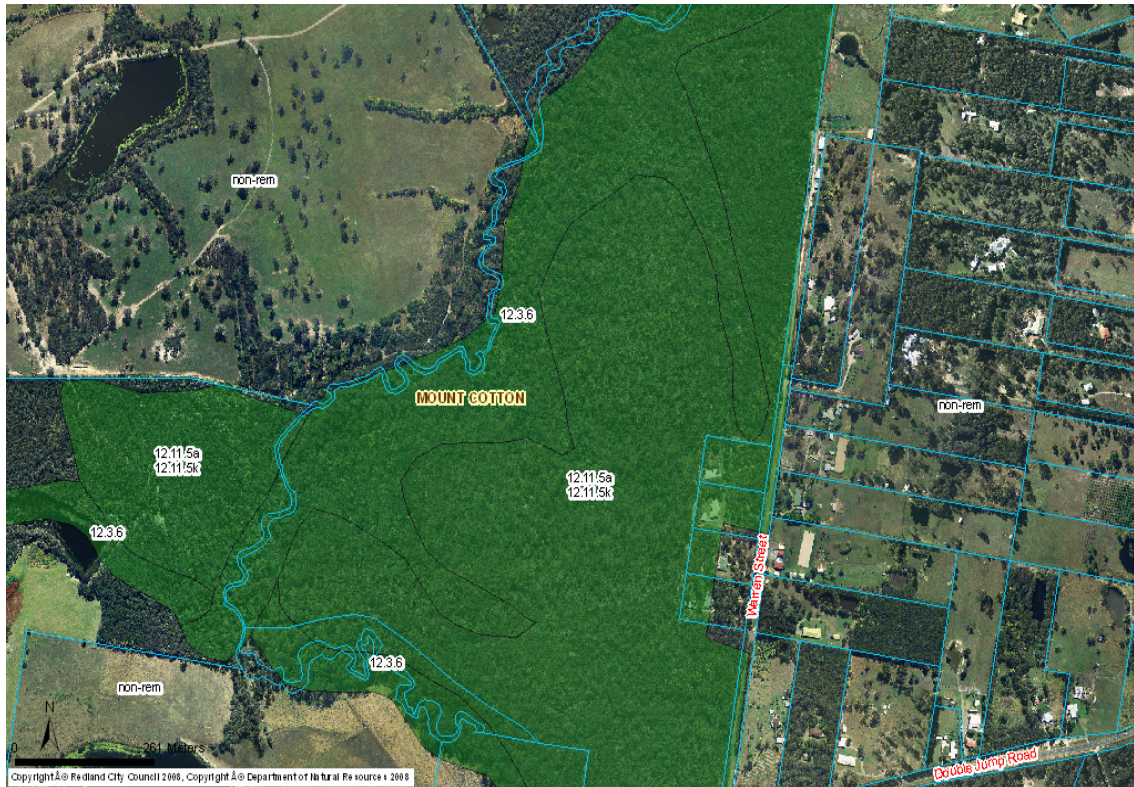 non-rem
12.3.6
MOUNT COTTON
non-rem
12.11.5a
12.11.5k
12.11.5a
12.11.5k
12.3.6
Warren Street
12.3.6
non-rem
N
0
261 Meters
Double Jump Road
Copyright Â© Redland City Council 2008, Copyright Â© Department of Natural Resources 2008